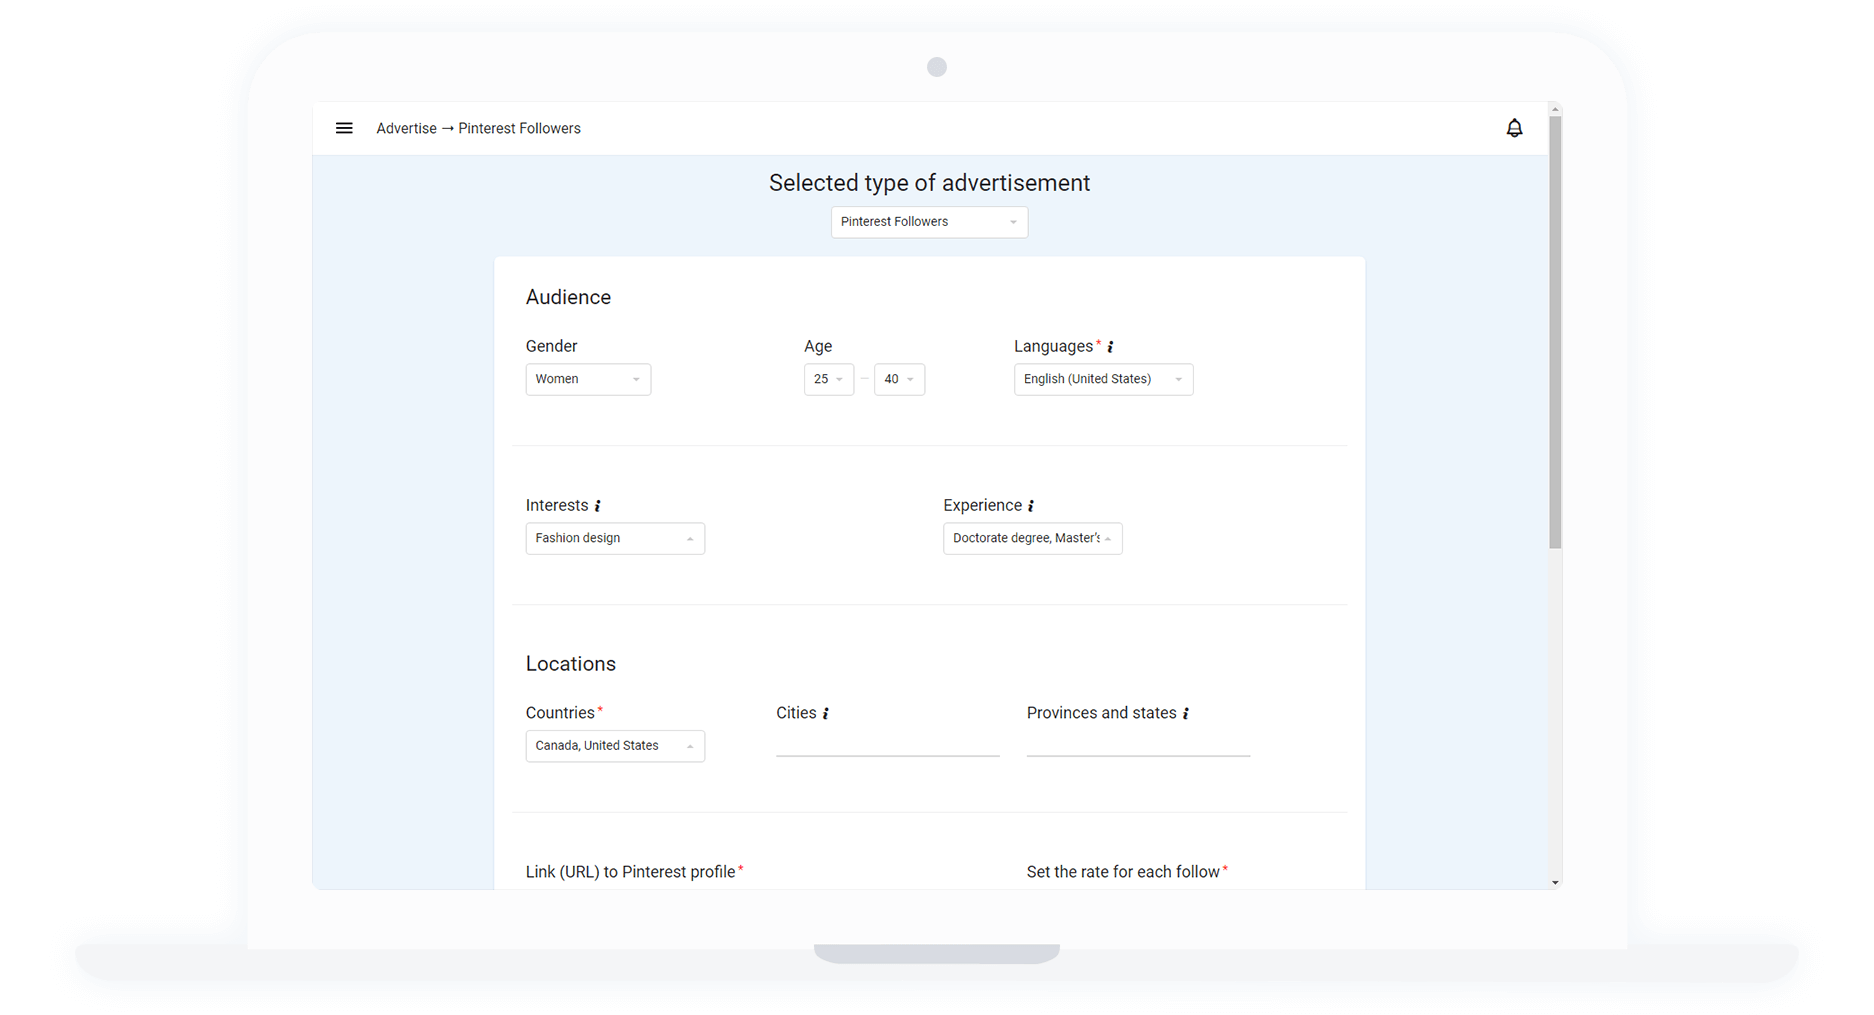 Advertise → Pinterest Followers
Selected type of advertisement
Pinterest Followers
Audience
Gender Age Languages*
Women 25 – 40 English (United States)
Interests Experience
Fashion design Doctorate degree, Master's
Locations
Countries* Cities Provinces and states
Canada, United States
Link (URL) to Pinterest profile* Set the rate for each follow*